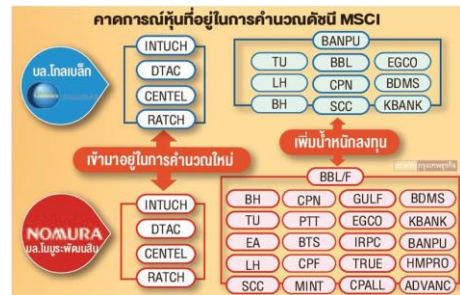 คาดการณ์หุ้นที่อยู่ในการคำนวณดัชนี MSCI
บล.โกลเบล็ก
INTUCH
DTAC
CENTEL
RATCH
BANPU
TU BBL EGCO
LH CPN BDMS
BH SCC KBANK
เข้ามาอยู่ในการคำนวณใหม่
เพิ่มน้ำหนักลงทุน
NOMURA
บล.โนมูระพัฒนสิน
INTUCH
DTAC
CENTEL
RATCH
BBL/F
BH CPN GULF BDMS
TU PTT EGCO KBANK
EA BTS IRPC BANPU
LH CPF TRUE HMPRO
SCC MINT CPALL ADVANC